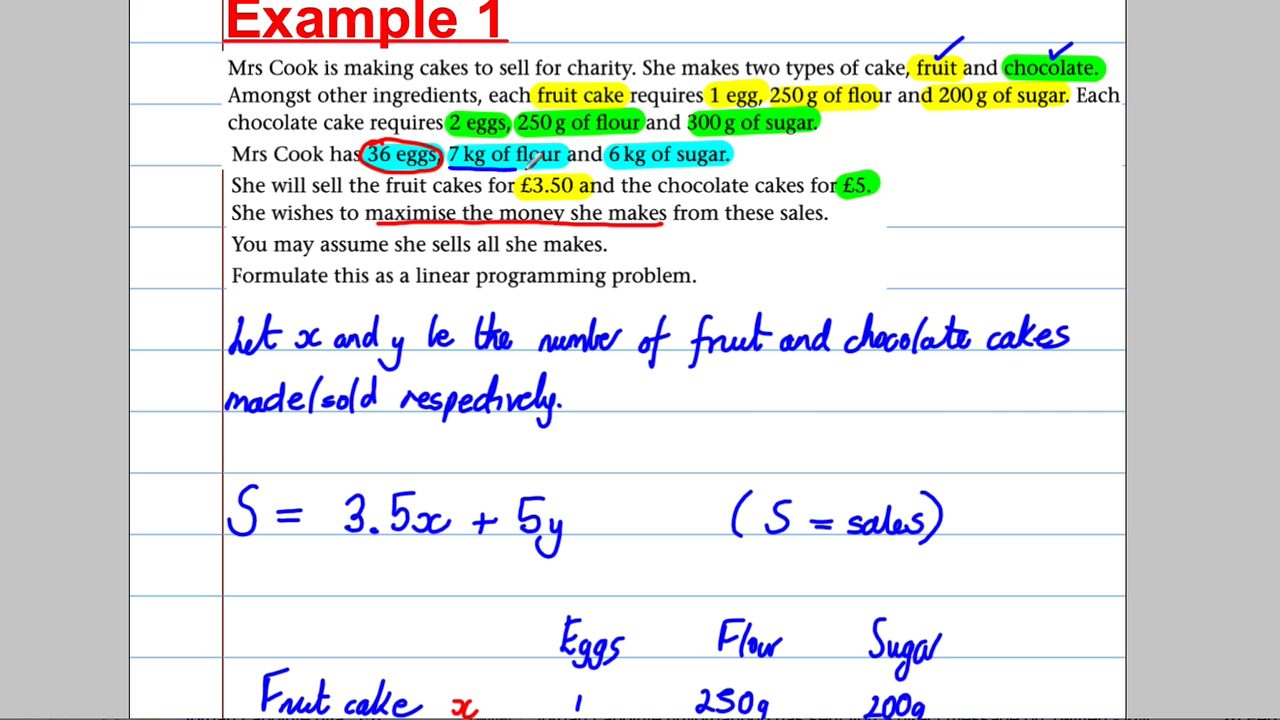 Example 1
Mrs Cook is making cakes to sell for charity. She makes two types of cake, fruit and chocolate.
Amongst other ingredients, each fruit cake requires 1 egg, 250 g of flour and 200 g of sugar. Each
chocolate cake requires 2 eggs, 250 g of flour and 300 g of sugar.
Mrs Cook has 36 eggs, 7 kg of flour and 6 kg of sugar.
She will sell the fruit cakes for £3.50 and the chocolate cakes for £5.
She wishes to maximise the money she makes from these sales.
You may assume she sells all she makes.
Formulate this as a linear programming problem.
Let x and y be the number of fruit and chocolate cakes
made/sold respectively.
S = 3.5x + 5y (S = sales)
Eggs Flour Sugar
Fruit cake x 1 250g 200g